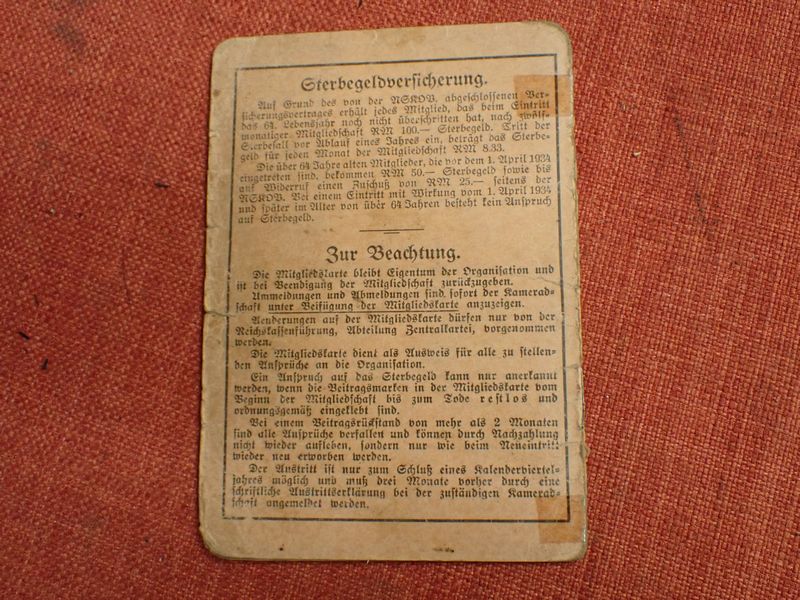 Sterbegeldversicherung.
Auf Grund des von der NSKOV. abgeschlossenen Ver-
sicherungsvertrages erhält jedes Mitglied, das beim Eintritt
das 64. Lebensjahr noch nicht überschritten hat, nach zwölf-
monatiger Mitgliedschaft RM 100.— Sterbegeld. Tritt der
Sterbefall vor Ablauf eines Jahres ein, beträgt das Sterbe-
geld für jeden Monat der Mitgliedschaft RM 8.33.
Die über 64 Jahre alten Mitglieder, die vor dem 1. April 1934
eingetreten sind, bekommen RM 50.— Sterbegeld sowie bis
auf Widerruf einen Zuschuß von RM 25.— seitens der
NSKOV. Bei einem Eintritt mit Wirkung vom 1. April 1934
und später im Alter von über 64 Jahren besteht kein Anspruch
auf Sterbegeld.
Zur Beachtung.
Die Mitgliedskarte bleibt Eigentum der Organisation und
ist bei Beendigung der Mitgliedschaft zurückzugeben.
Ummeldungen und Abmeldungen sind sofort der Kamerad-
schaft unter Beifügung der Mitgliedskarte anzuzeigen.
Aenderungen auf der Mitgliedskarte dürfen nur von der
Reichskassenführung, Abteilung Zentralkartei, vorgenommen
werden.
Die Mitgliedskarte dient als Ausweis für alle zu stellen-
den Ansprüche an die Organisation.
Ein Anspruch auf das Sterbegeld kann nur anerkannt
werden, wenn die Beitragsmarken in der Mitgliedskarte vom
Beginn der Mitgliedschaft bis zum Tode restlos und
ordnungsgemäß eingeklebt sind.
Bei einem Beitragsrückstand von mehr als 2 Monaten
sind alle Ansprüche verfallen und können durch Nachzahlung
nicht wieder aufleben, sondern nur wie beim Neueintritt
wieder neu erworben werden.
Der Austritt ist nur zum Schluß eines Kalenderviertel-
jahres möglich und muß drei Monate vorher durch eine
schriftliche Austrittserklärung bei der zuständigen Kamerad-
schaft angemeldet werden.